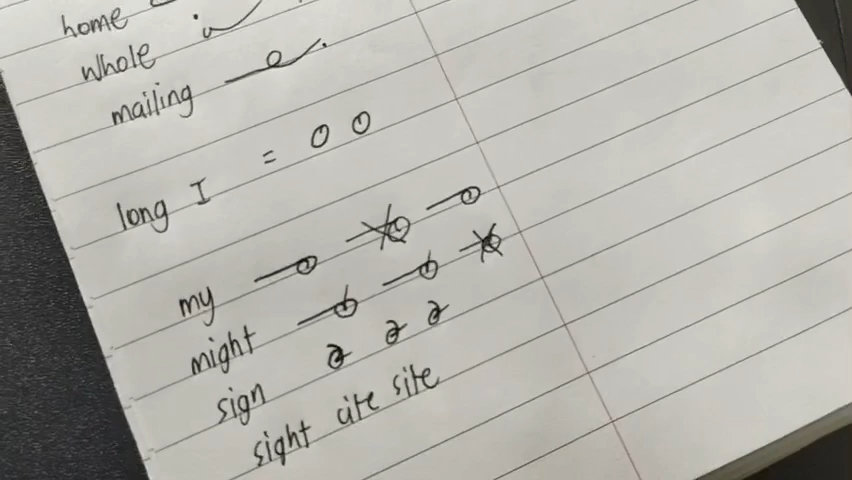 home
whole
mailing
long I =
my
might
sign
sight cite site